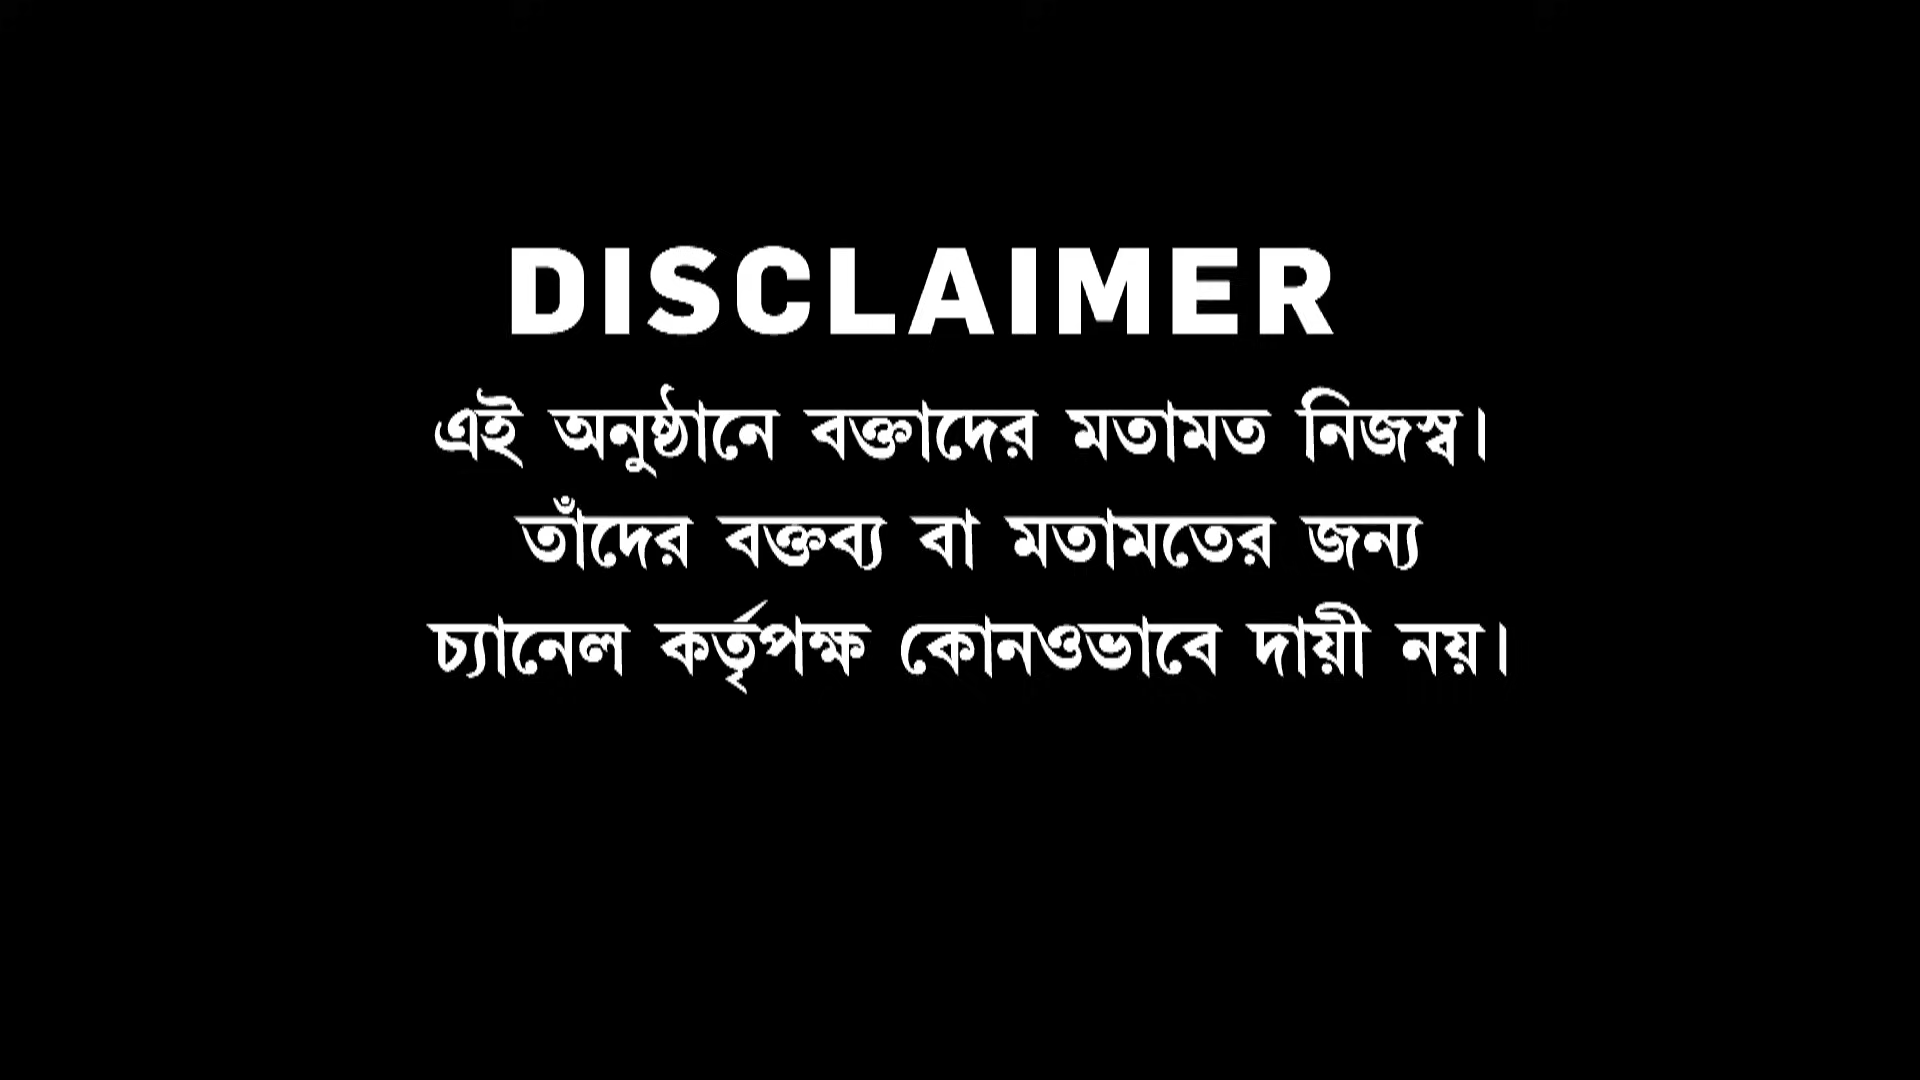 DISCLAIMER
এই অনুষ্ঠানে বক্তাদের মতামত নিজস্ব।
তাঁদের বক্তব্য বা মতামতের জন্য
চ্যানেল কর্তৃপক্ষ কোনওভাবে দায়ী নয়।